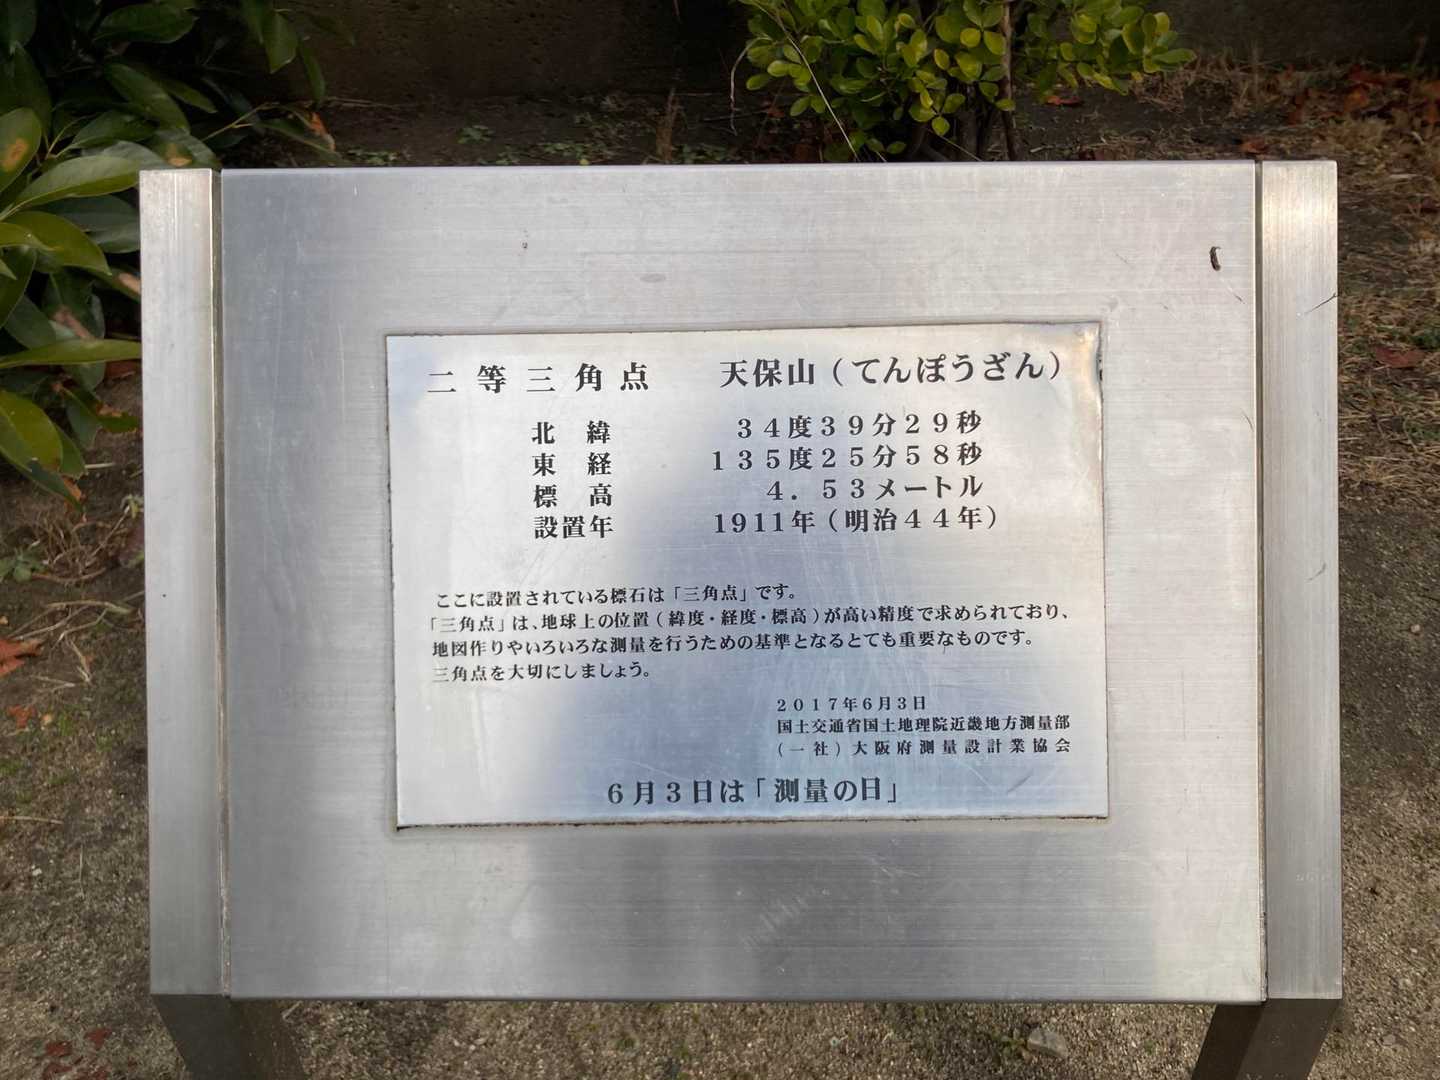 二等三角点　天保山（てんぽうざん）
北　緯　３４度３９分２９秒
東　経　１３５度２５分５８秒
標　高　４．５３メートル
設置年　１９１１年（明治４４年）
ここに設置されている標石は「三角点」です。
「三角点」は、地球上の位置（緯度・経度・標高）が高い精度で求められており、
地図作りやいろいろな測量を行うための基準となるとても重要なものです。
三角点を大切にしましょう。
２０１７年６月３日
国土交通省国土地理院近畿地方測量部
（一社）大阪府測量設計業協会
６月３日は「測量の日」